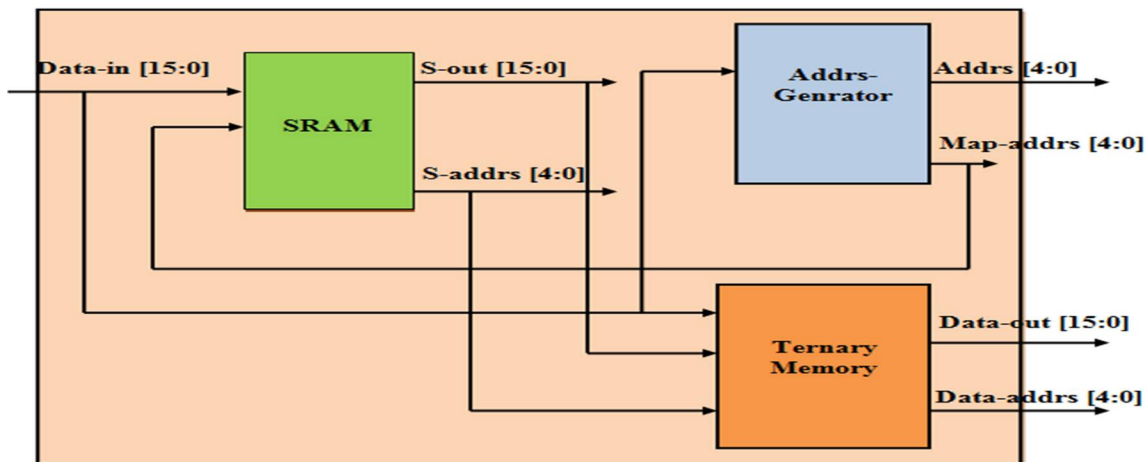 Data-in [15:0]
S-out [15:0]
Addrs-
Genrator
Addrs [4:0]
SRAM
Map-addrs [4:0]
S-addrs [4:0]
Data-out [15:0]
Ternary
Memory
Data-addrs [4:0]